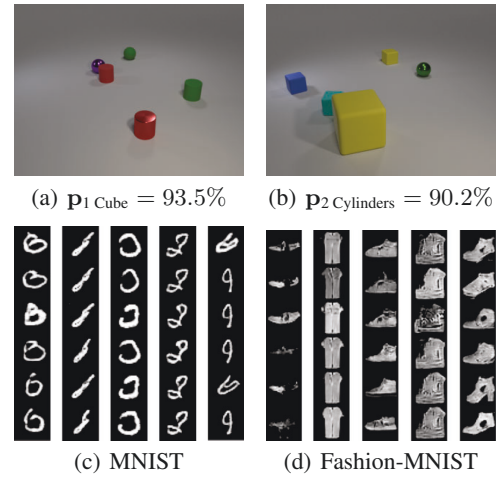 (a) p₁ Cube = 93.5%
(b) p₂ Cylinders = 90.2%
(c) MNIST
(d) Fashion-MNIST